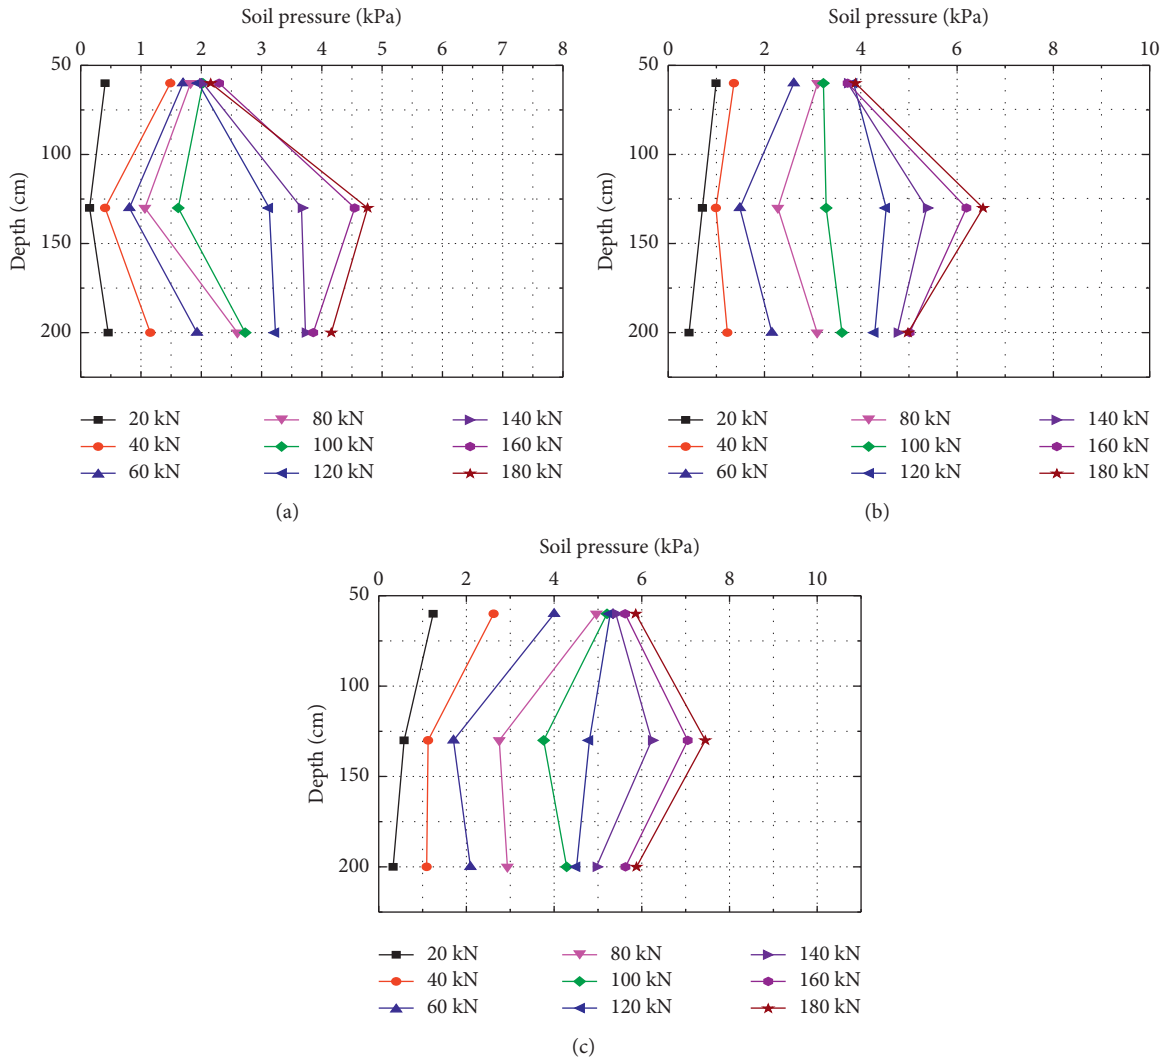 Soil pressure (kPa)
0 1 2 3 4 5 6 7 8
50
100
150
200
Depth (cm)
20 kN 80 kN 140 kN
40 kN 100 kN 160 kN
60 kN 120 kN 180 kN
(a)
Soil pressure (kPa)
0 2 4 6 8 10
50
100
150
200
Depth (cm)
20 kN 80 kN 140 kN
40 kN 100 kN 160 kN
60 kN 120 kN 180 kN
(b)
Soil pressure (kPa)
0 2 4 6 8 10
50
100
150
200
Depth (cm)
20 kN 80 kN 140 kN
40 kN 100 kN 160 kN
60 kN 120 kN 180 kN
(c)